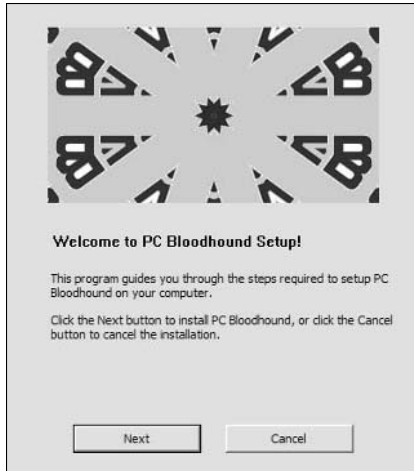 Welcome to PC Bloodhound Setup!
This program guides you through the steps required to setup PC
Bloodhound on your computer.
Click the Next button to install PC Bloodhound, or click the Cancel
button to cancel the installation.
Next
Cancel